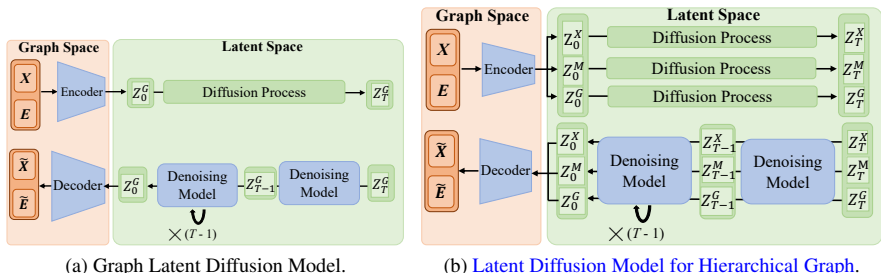 Graph Space
Latent Space
X
E
Encoder
Z_0^G
Diffusion Process
Z_T^G
X̃
Ẽ
Decoder
Z_0^G
Denoising
Model
Z_{T-1}^G
Denoising
Model
Z_T^G
×(T - 1)
(a) Graph Latent Diffusion Model.
Graph Space
Latent Space
X
E
Encoder
Z_0^X
Diffusion Process
Z_T^X
Z_0^M
Diffusion Process
Z_T^M
Z_0^G
Diffusion Process
Z_T^G
X̃
Ẽ
Decoder
Z_0^X
Z_0^M
Z_0^G
Denoising
Model
Z_{T-1}^X
Z_{T-1}^M
Z_{T-1}^G
Denoising
Model
Z_T^X
Z_T^M
Z_T^G
×(T - 1)
(b) Latent Diffusion Model for Hierarchical Graph.